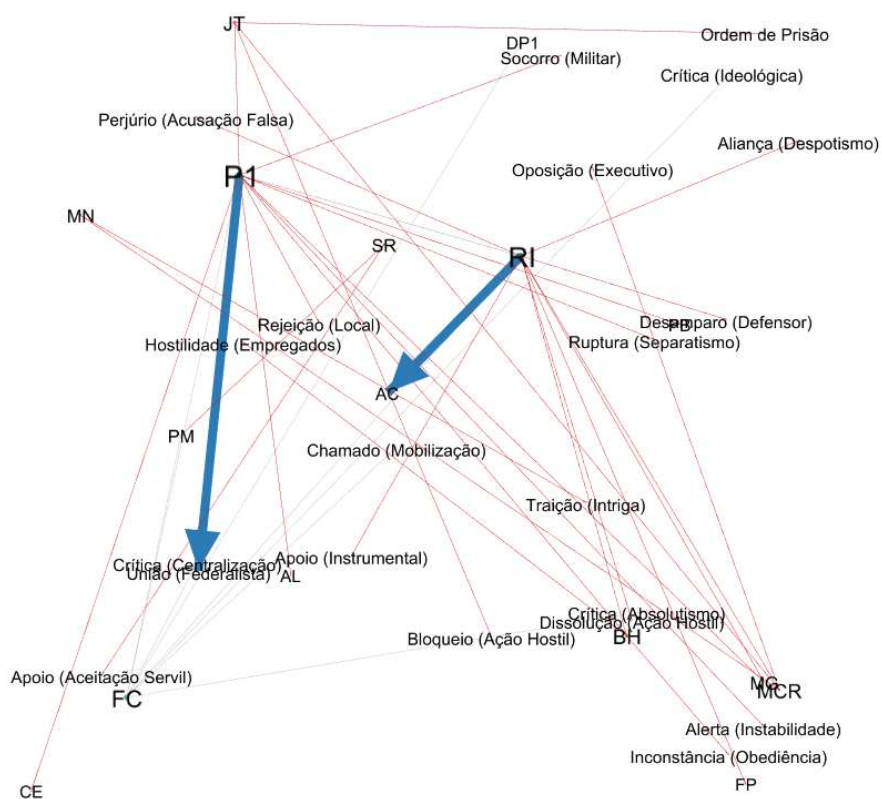 JT
DP1
Ordem de Prisão
Socorro (Militar)
Crítica (Ideológica)
Perjúrio (Acusação Falsa)
Aliança (Despotismo)
Oposição (Executivo)
P1
MN
SR
RI
Rejeição (Local)
Desamparo (Defensor)
PB
Hostilidade (Empregados)
Ruptura (Separatismo)
AC
PM
Chamado (Mobilização)
Traição (Intriga)
Apoio (Instrumental)
Crítica (Centralização)
União (Federalista)
AL
Crítica (Absolutismo)
Dissolução (Ação Hostil)
BH
Bloqueio (Ação Hostil)
Apoio (Aceitação Servil)
MG
MCR
FC
Alerta (Instabilidade)
Inconstância (Obediência)
FP
CE